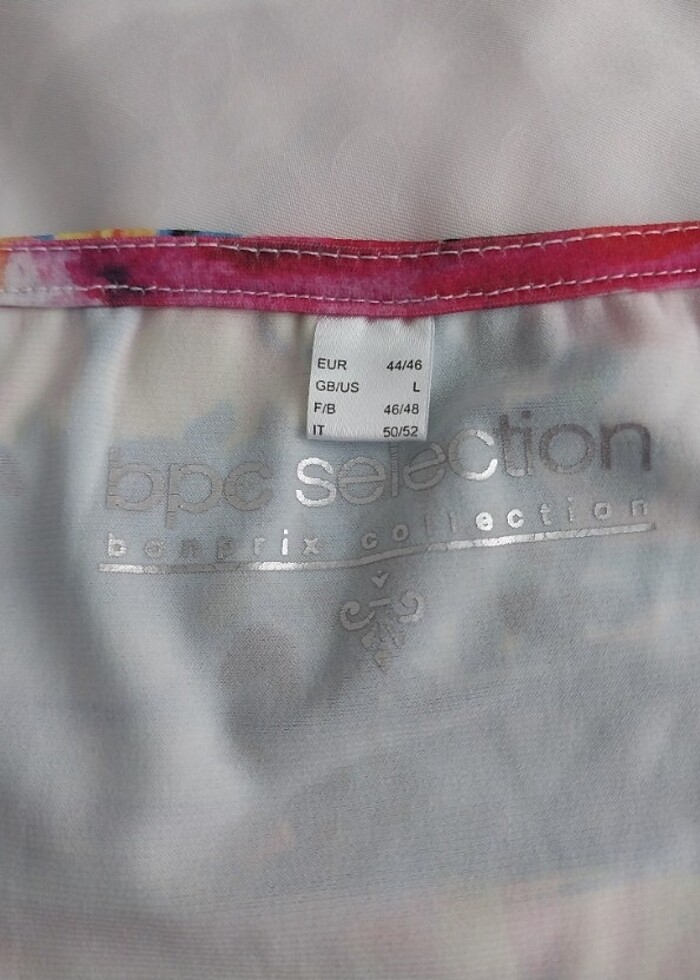 EUR 44/46
GB/US L
F/B 46/48
IT 50/52
bpc selection
bonprix collection